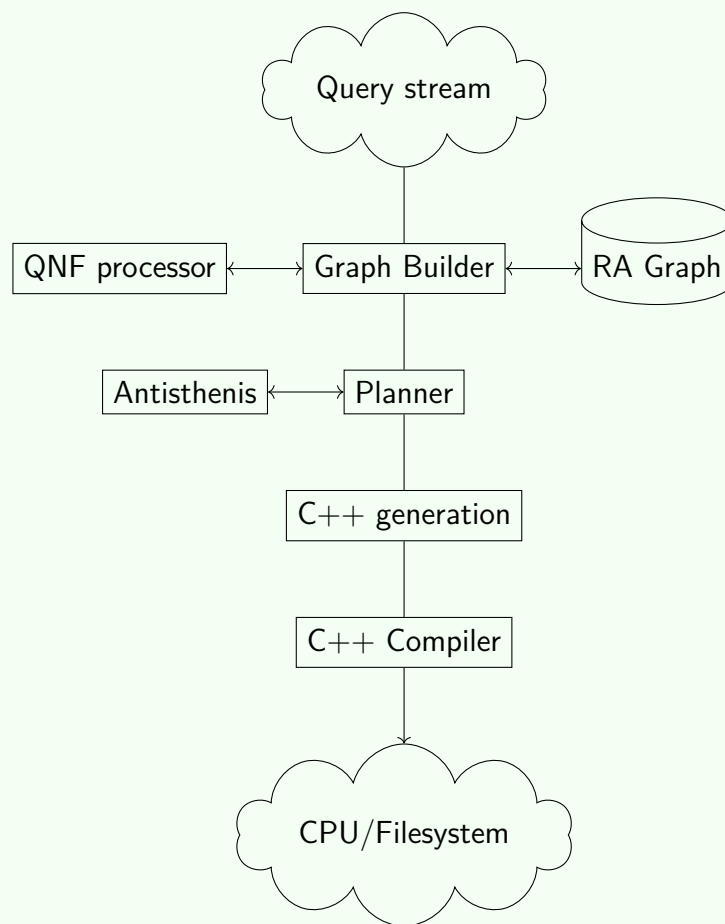 Query stream
QNF processor
Graph Builder
RA Graph
Antisthenis
Planner
C++ generation
C++ Compiler
CPU/Filesystem